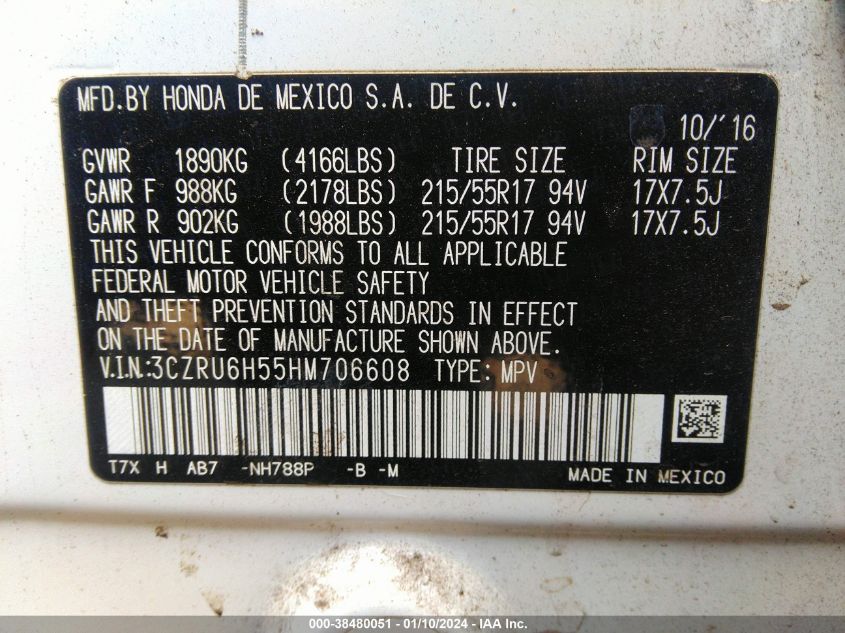 MFD.BY HONDA DE MEXICO S.A. DE C.V.
10/'16
GVWR 1890KG (4166LBS) TIRE SIZE RIM SIZE
GAWR F 988KG (2178LBS) 215/55R17 94V 17X7.5J
GAWR R 902KG (1988LBS) 215/55R17 94V 17X7.5J
THIS VEHICLE CONFORMS TO ALL APPLICABLE
FEDERAL MOTOR VEHICLE SAFETY
AND THEFT PREVENTION STANDARDS IN EFFECT
ON THE DATE OF MANUFACTURE SHOWN ABOVE.
V.I.N.:3CZRU6H55HM706608 TYPE: MPV
T7X H AB7 -NH788P -B -M MADE IN MEXICO
000-38480051 - 01/10/2024 - IAA Inc.